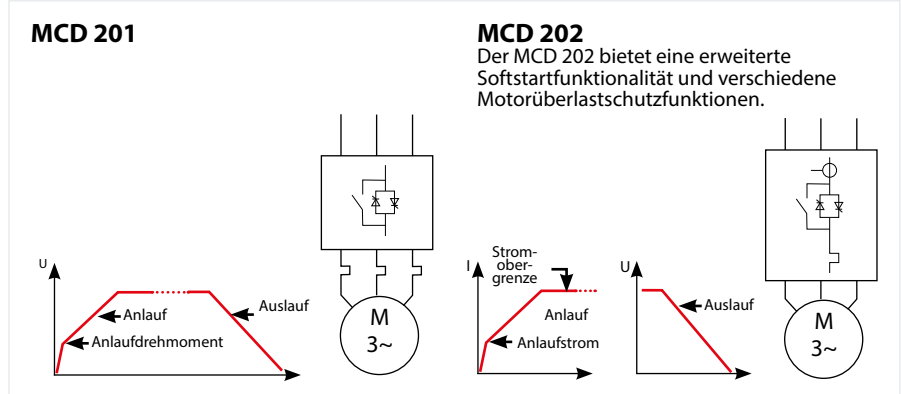 MCD 201
U
Anlauf
Anlaufdrehmoment
Auslauf
M
3~
MCD 202
Der MCD 202 bietet eine erweiterte
Softstartfunktionalität und verschiedene
Motorüberlastschutzfunktionen.
I
Strom-
ober-
grenze
Anlauf
Anlaufstrom
U
Auslauf
M
3~